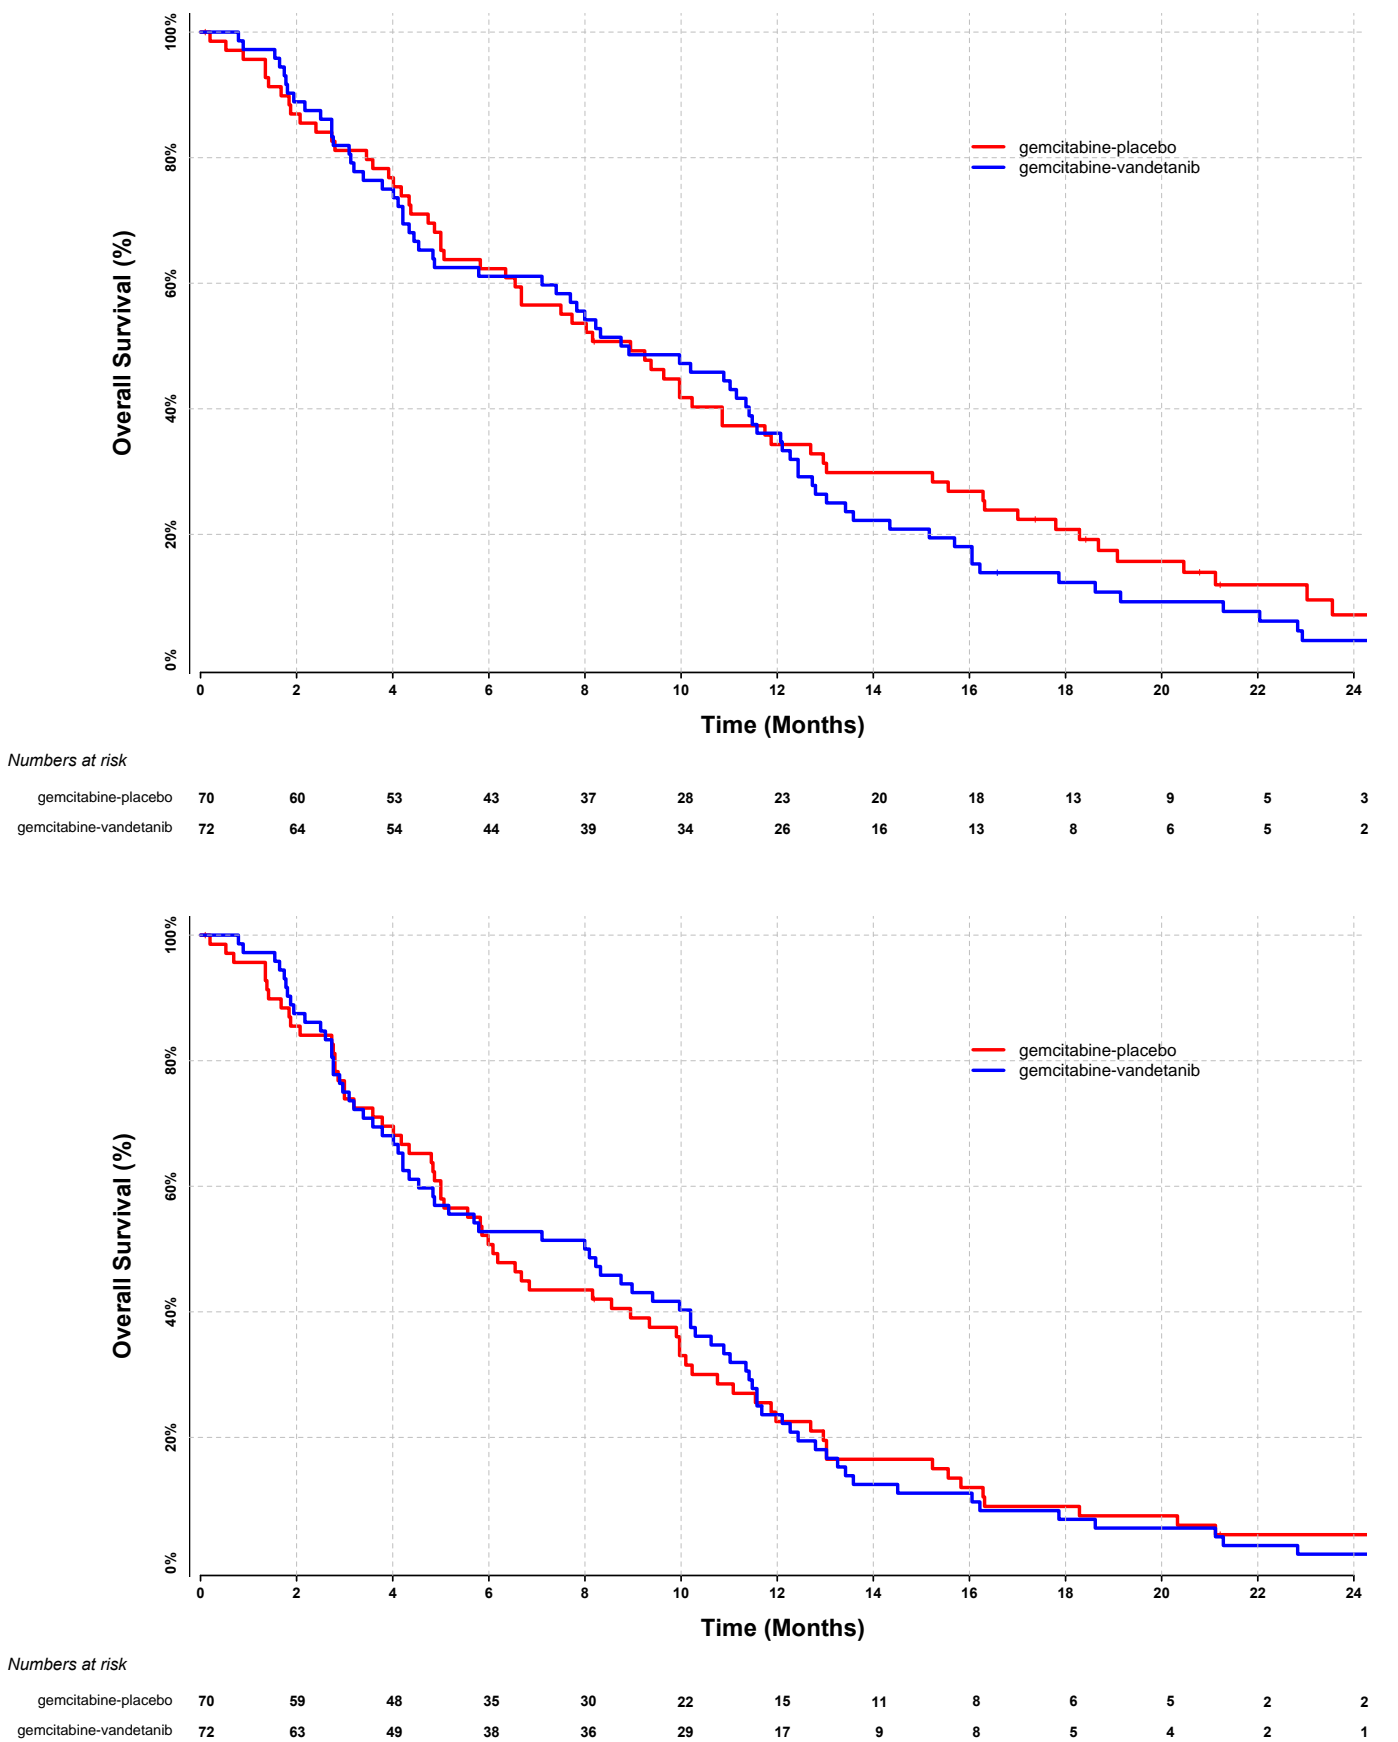 100%
80%
60%
40%
20%
0%
Overall Survival (%)
gemcitabine-placebo
gemcitabine-vandetanib
0 2 4 6 8 10 12 14 16 18 20 22 24
Time (Months)
Numbers at risk
gemcitabine-placebo 70 60 53 43 37 28 23 20 18 13 9 5 3
gemcitabine-vandetanib 72 64 54 44 39 34 26 16 13 8 6 5 2
100%
80%
60%
40%
20%
0%
Overall Survival (%)
gemcitabine-placebo
gemcitabine-vandetanib
0 2 4 6 8 10 12 14 16 18 20 22 24
Time (Months)
Numbers at risk
gemcitabine-placebo 70 59 48 35 30 22 15 11 8 6 5 2 2
gemcitabine-vandetanib 72 63 49 38 36 29 17 9 8 5 4 2 1